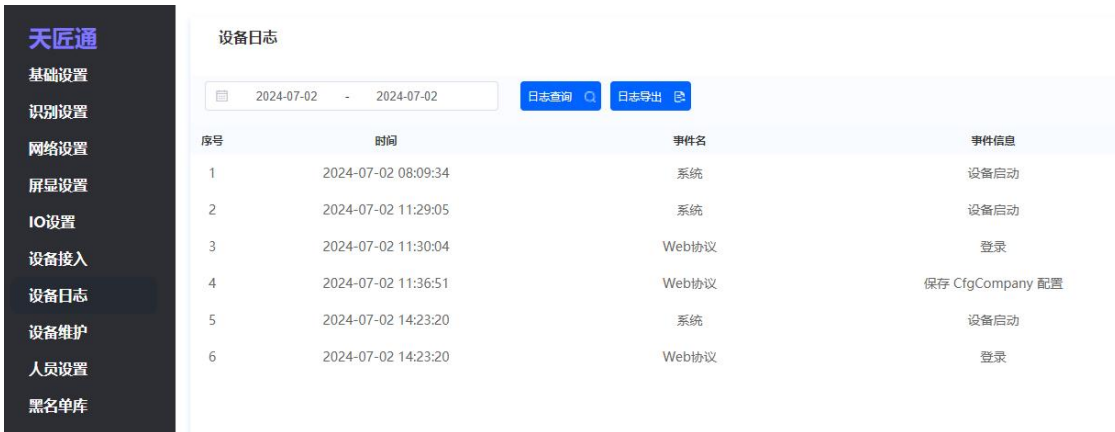 天匠通
基础设置
识别设置
网络设置
屏显设置
IO设置
设备接入
设备日志
设备维护
人员设置
黑名单库
设备日志
2024-07-02 - 2024-07-02 日志查询 日志导出
序号 时间 事件名 事件信息
1 2024-07-02 08:09:34 系统 设备启动
2 2024-07-02 11:29:05 系统 设备启动
3 2024-07-02 11:30:04 Web协议 登录
4 2024-07-02 11:36:51 Web协议 保存 CfgCompany 配置
5 2024-07-02 14:23:20 系统 设备启动
6 2024-07-02 14:23:20 Web协议 登录